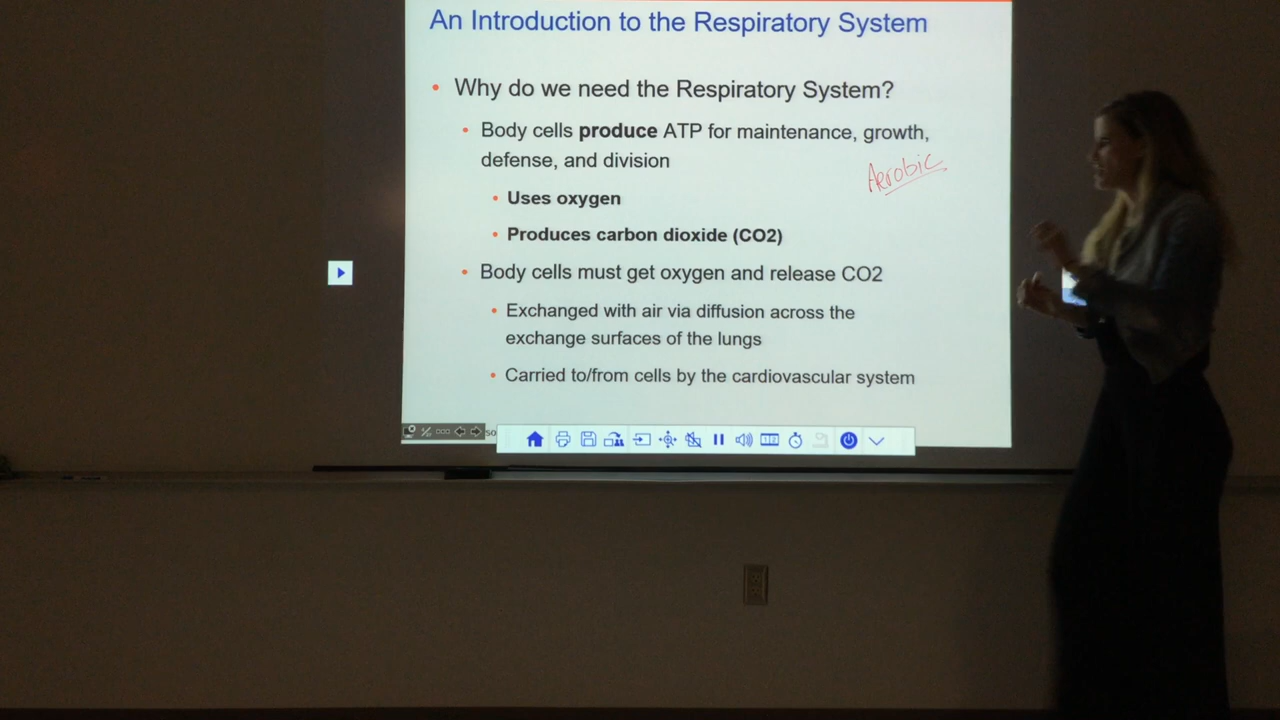 An Introduction to the Respiratory System
• Why do we need the Respiratory System?
• Body cells produce ATP for maintenance, growth,
defense, and division
Aerobic
• Uses oxygen
• Produces carbon dioxide (CO2)
• Body cells must get oxygen and release CO2
• Exchanged with air via diffusion across the
exchange surfaces of the lungs
• Carried to/from cells by the cardiovascular system